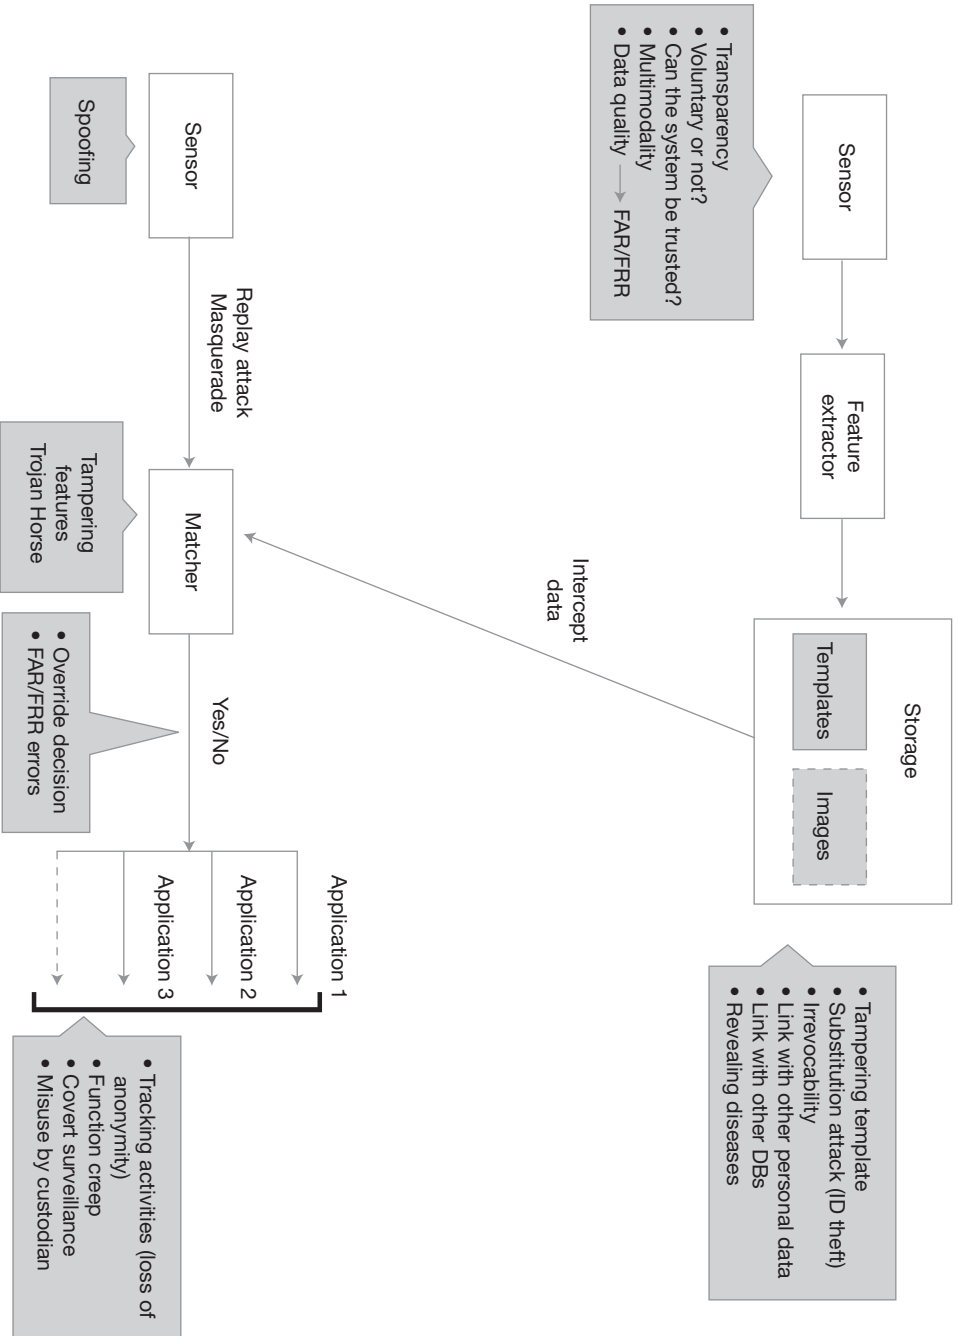 Sensor
Feature
extractor
Storage
Templates
Images
• Transparency
• Voluntary or not?
• Can the system be trusted?
• Multimodality
• Data quality → FAR/FRR
• Tampering template
• Substitution attack (ID theft)
• Irrevocability
• Link with other personal data
• Link with other DBs
• Revealing diseases
Intercept
data
Sensor
Spoofing
Replay attack
Masquerade
Matcher
Tampering
features
Trojan Horse
Yes/No
• Override decision
• FAR/FRR errors
Application 1
Application 2
Application 3
• Tracking activities (loss of
anonymity)
• Function creep
• Covert surveillance
• Misuse by custodian